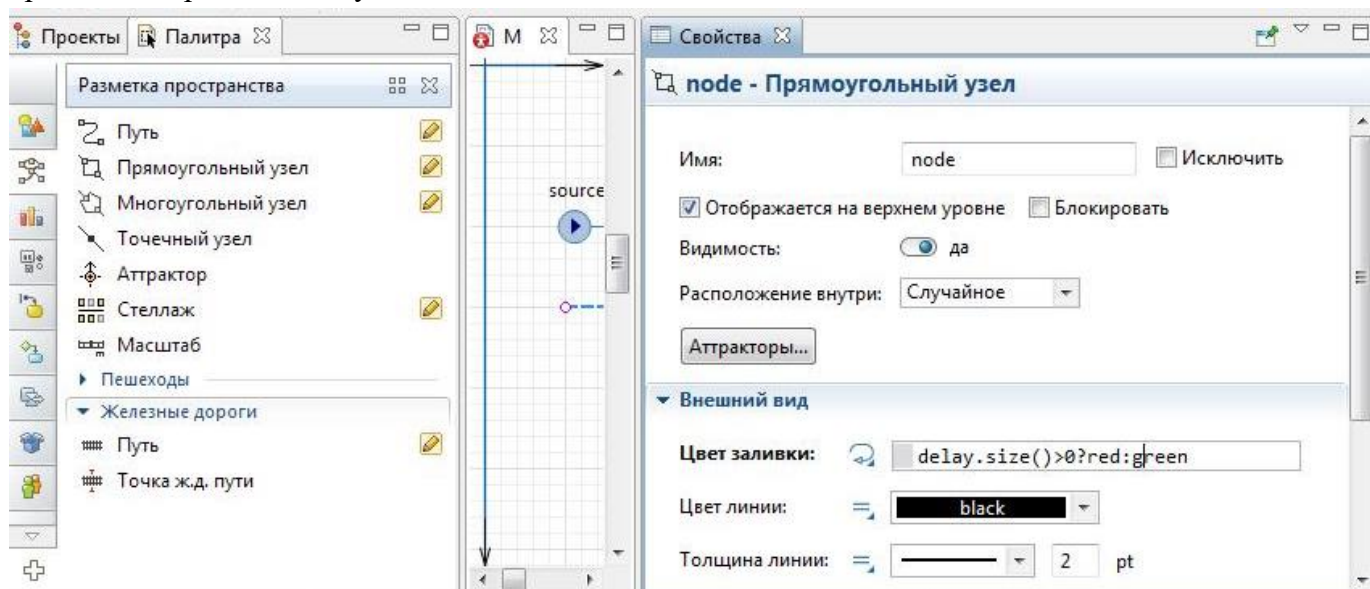 Проекты
Палитра
М
Свойства
Разметка пространства
node - Прямоугольный узел
Путь
Прямоугольный узел
Многоугольный узел
Точечный узел
Аттрактор
Стеллаж
Масштаб
Пешеходы
Железные дороги
Путь
Точка ж.д. пути
source
Имя: node Исключить
Отображается на верхнем уровне Блокировать
Видимость: да
Расположение внутри: Случайное
Аттракторы...
Внешний вид
Цвет заливки: delay.size()>0?red:green
Цвет линии: black
Толщина линии: 2 pt